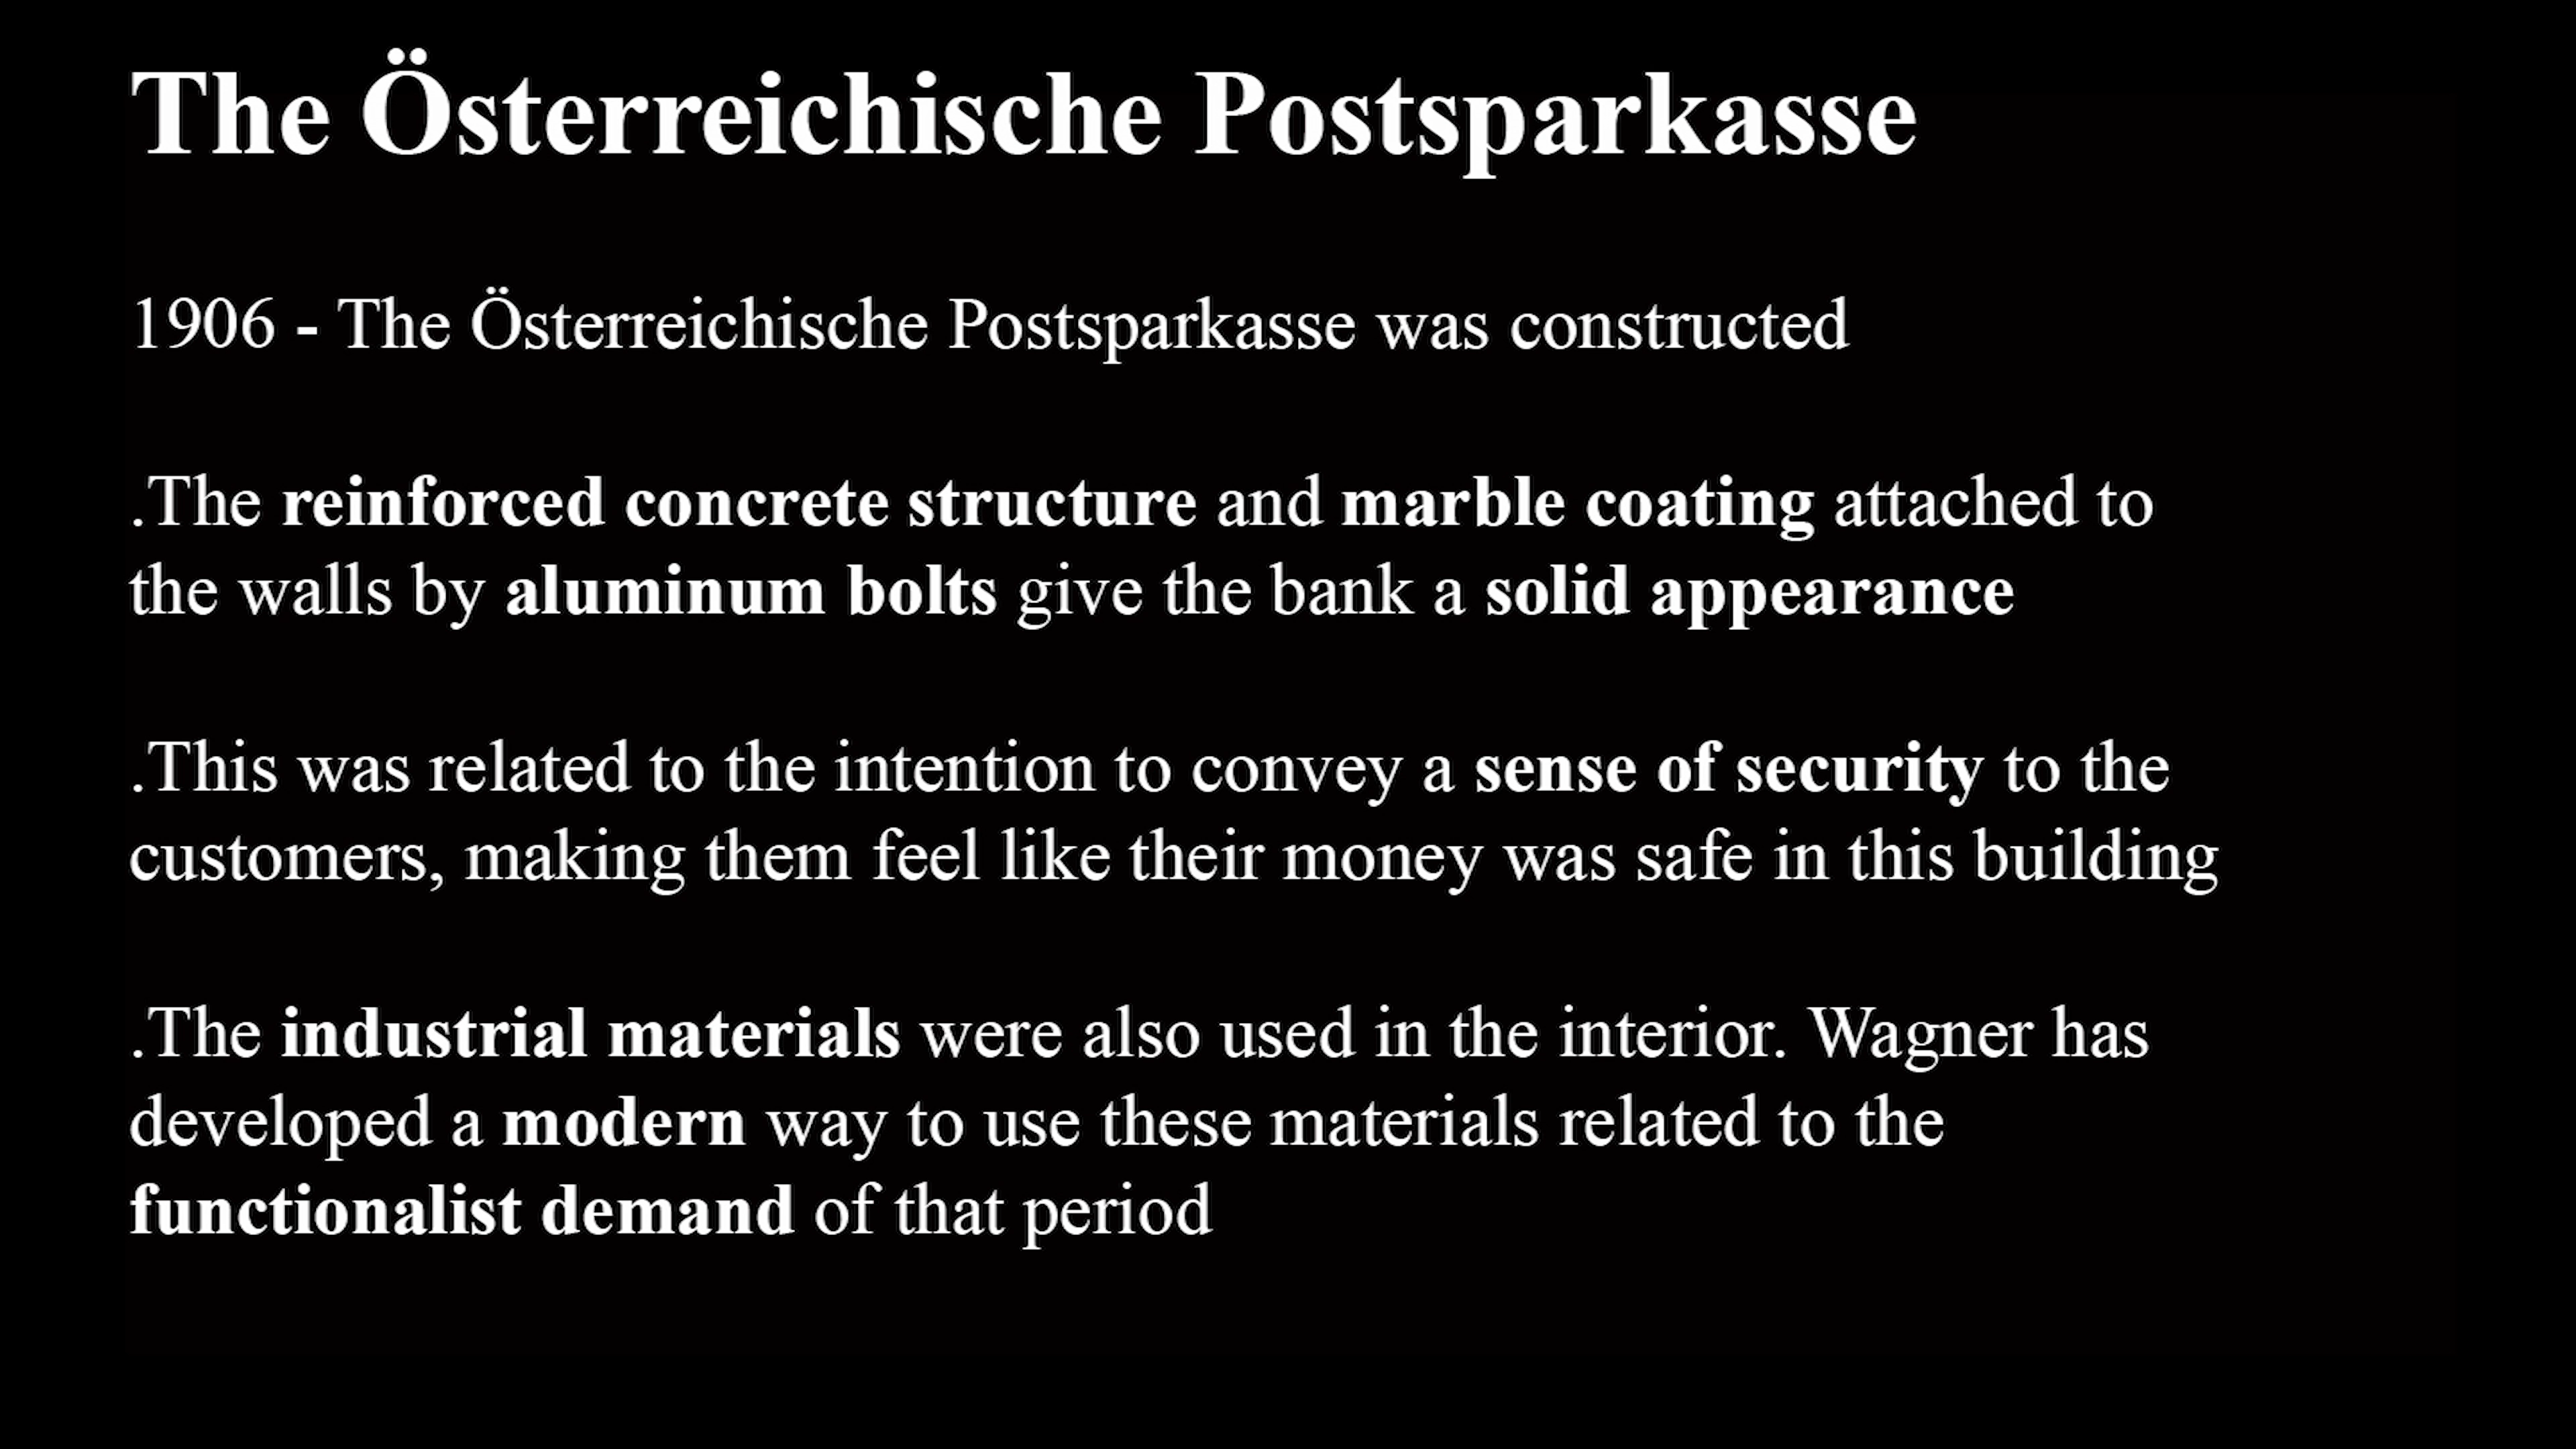 The Österreichische Postsparkasse
1906 - The Österreichische Postsparkasse was constructed
.The reinforced concrete structure and marble coating attached to
the walls by aluminum bolts give the bank a solid appearance
.This was related to the intention to convey a sense of security to the
customers, making them feel like their money was safe in this building
.The industrial materials were also used in the interior. Wagner has
developed a modern way to use these materials related to the
functionalist demand of that period